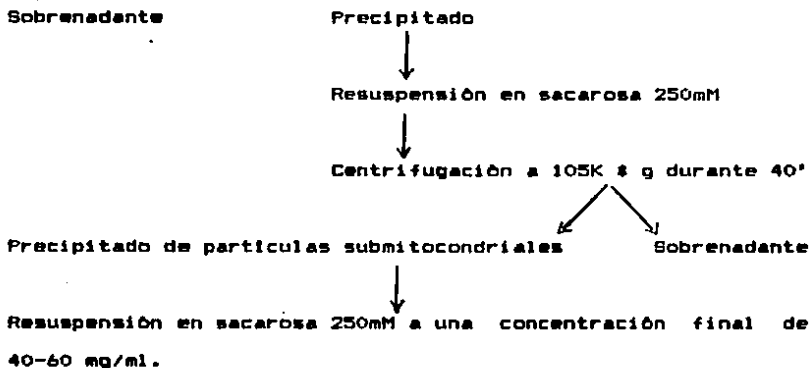 Sobrenadante Precipitado
Resuspensión en sacarosa 250mM
Centrifugación a 105K * g durante 40'
Precipitado de partículas submitocondriales Sobrenadante
Resuspensión en sacarosa 250mM a una concentración final de
40-60 mg/ml.